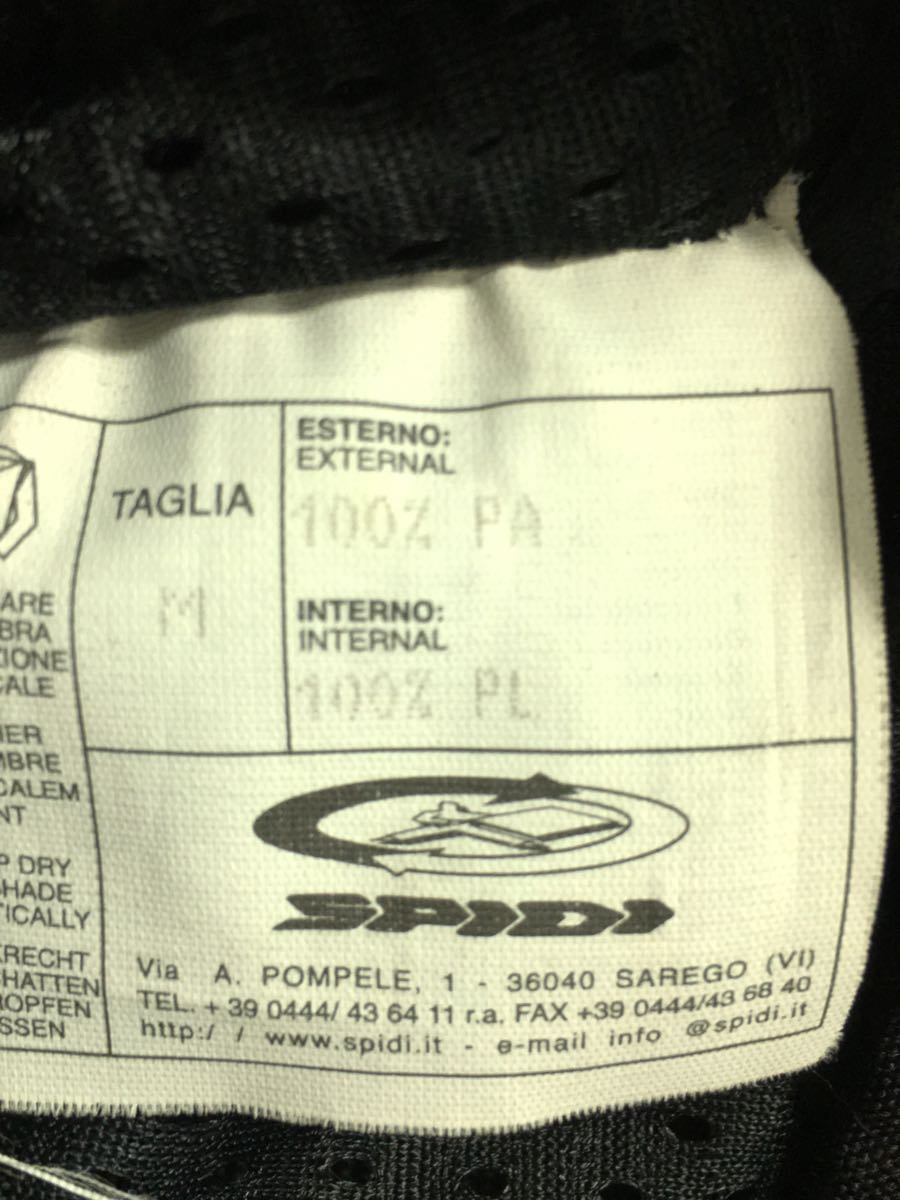 TAGLIA
M
ESTERNO:
EXTERNAL
100% PA
INTERNO:
INTERNAL
100% PL
ARE
BRA
ZIONE
CALE
IER
MBRE
CALEM
NT
P DRY
SHADE
TICALLY
KRECHT
CHATTEN
ROPFEN
SSEN
SPIDI
Via A. POMPELE, 1 - 36040 SAREGO (VI)
TEL. + 39 0444/ 43 64 11 r.a. FAX +39 0444/43 68 40
http:/ / www.spidi.it - e-mail info @spidi.it